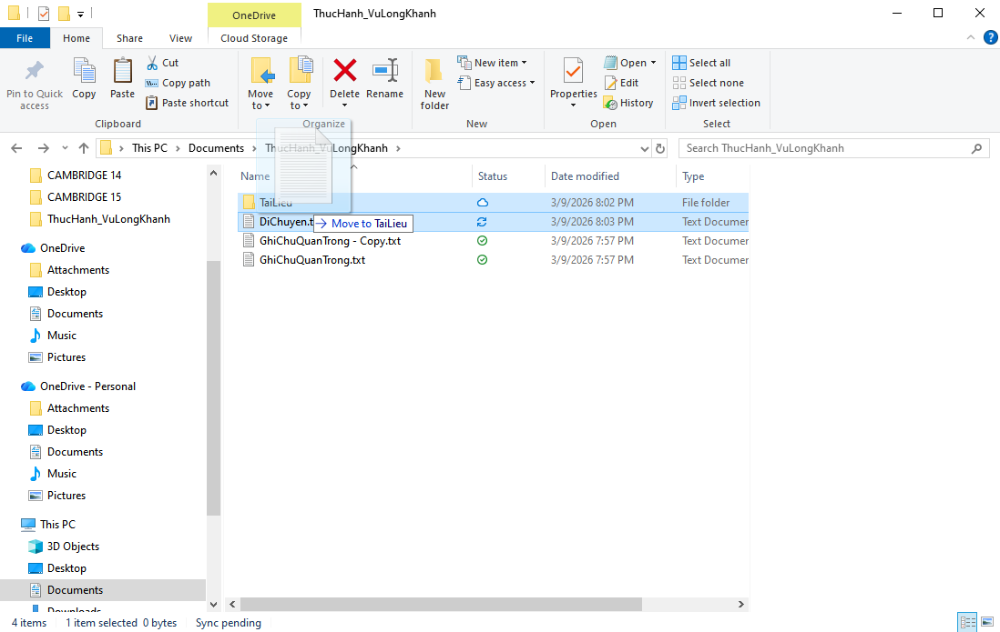 OneDrive
ThucHanh_VuLongKhanh
File
Home
Share
View
Cloud Storage
Pin to Quick access
Copy
Paste
Cut
Copy path
Paste shortcut
Clipboard
Move to
Copy to
Delete
Rename
Organize
New folder
New item
Easy access
New
Properties
Open
Edit
History
Open
Select all
Select none
Invert selection
Select
This PC
Documents
ThucHanh_VuLongKhanh
Search ThucHanh_VuLongKhanh
CAMBRIDGE 14
CAMBRIDGE 15
ThucHanh_VuLongKhanh
OneDrive
Attachments
Desktop
Documents
Music
Pictures
OneDrive - Personal
Attachments
Desktop
Documents
Music
Pictures
This PC
3D Objects
Desktop
Documents
Downloads
Name
Status
Date modified
Type
TaiLieu
3/9/2026 8:02 PM
File folder
DiChuyen.t
3/9/2026 8:03 PM
Text Documer
Move to TaiLieu
GhiChuQuanTrong - Copy.txt
3/9/2026 7:57 PM
Text Documer
GhiChuQuanTrong.txt
3/9/2026 7:57 PM
Text Documer
4 items
1 item selected 0 bytes
Sync pending